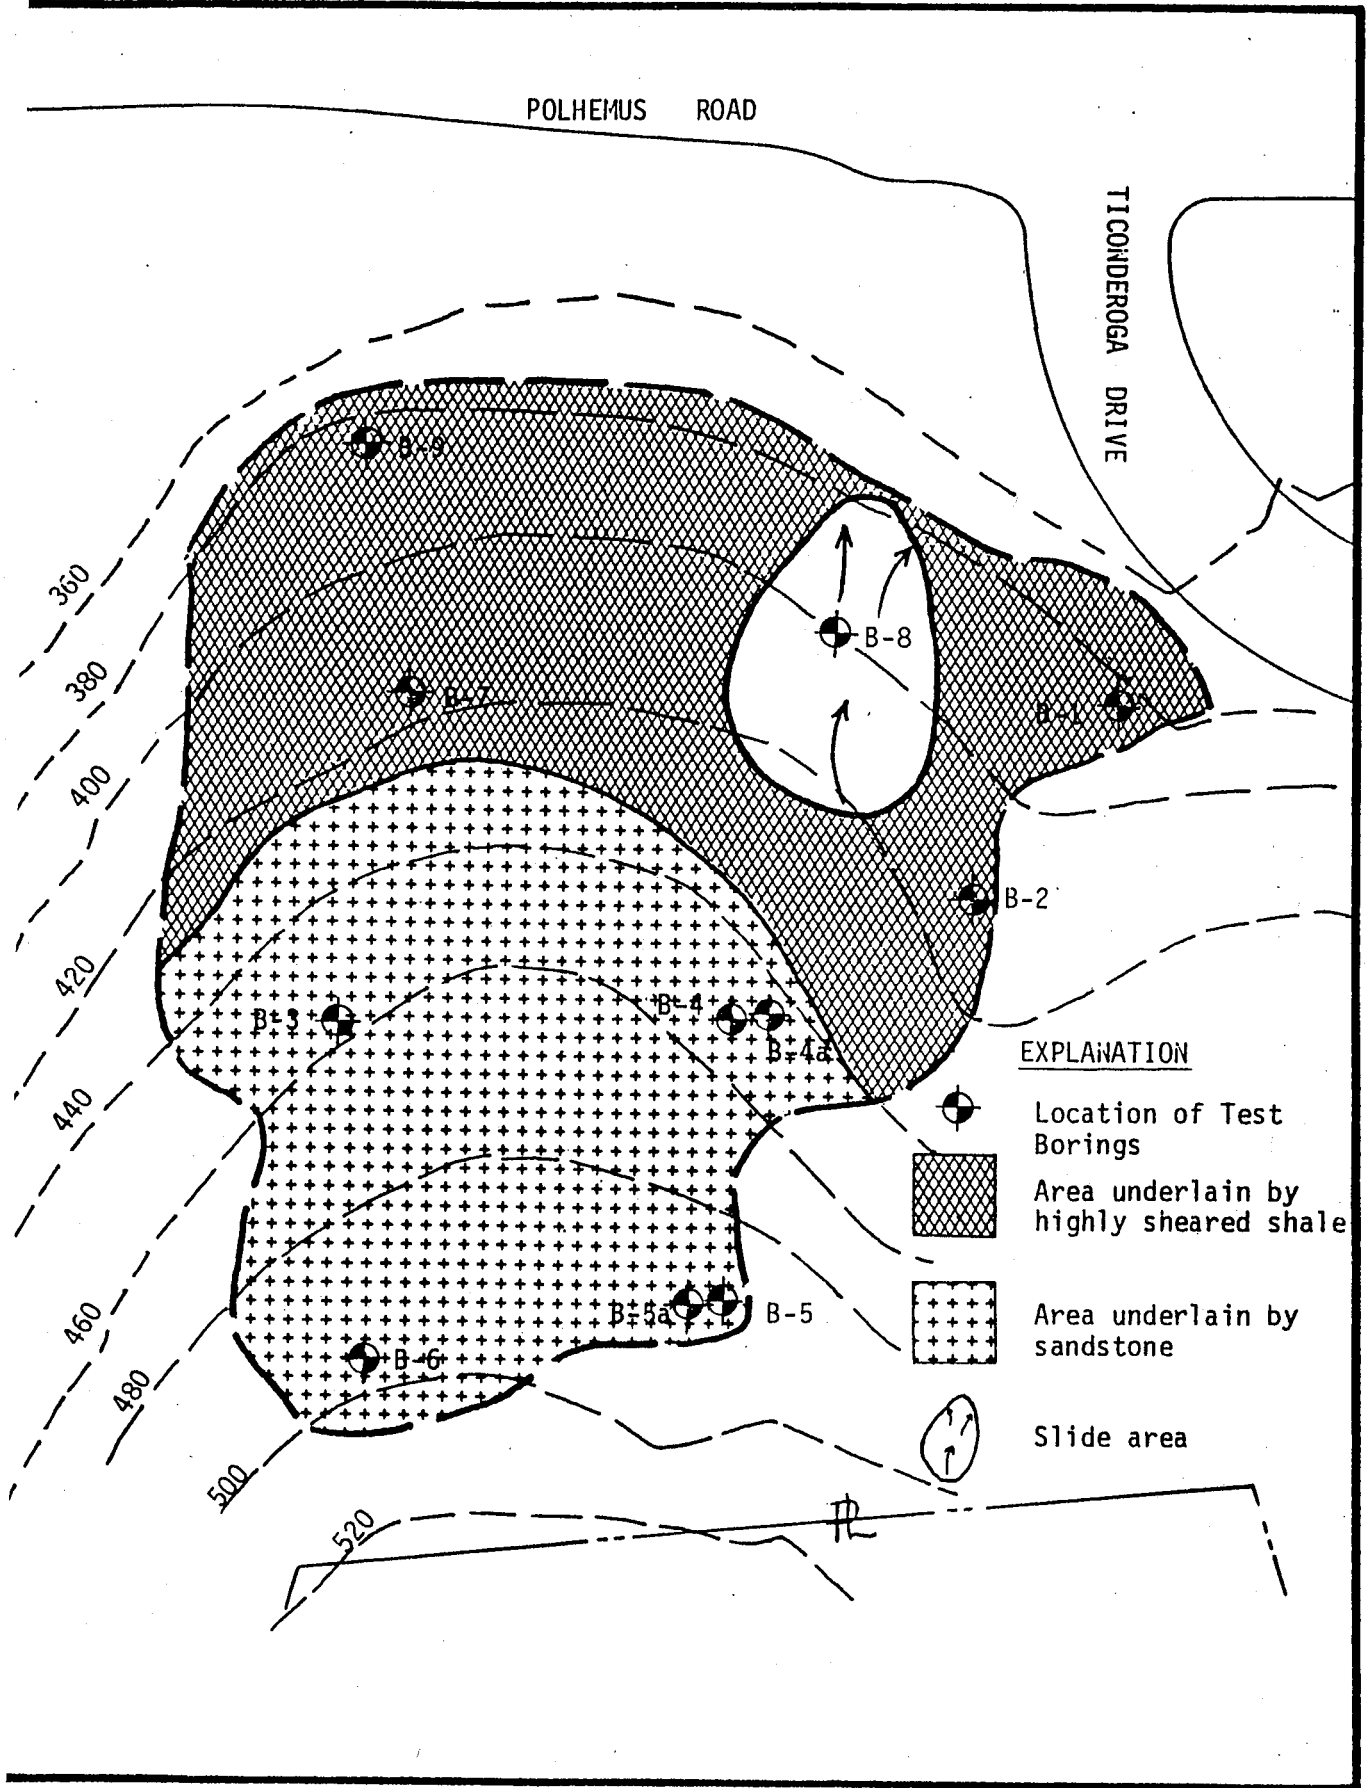 POLHEMUS ROAD
TICONDEROGA DRIVE
B-9
360
B-8
380
B-7
B-1
400
B-2
420
B-3
B-4
B-4a
EXPLANATION
440
Location of Test
Borings
Area underlain by
highly sheared shale
460
B-5a
B-5
Area underlain by
sandstone
B-6
480
Slide area
500
520
PL